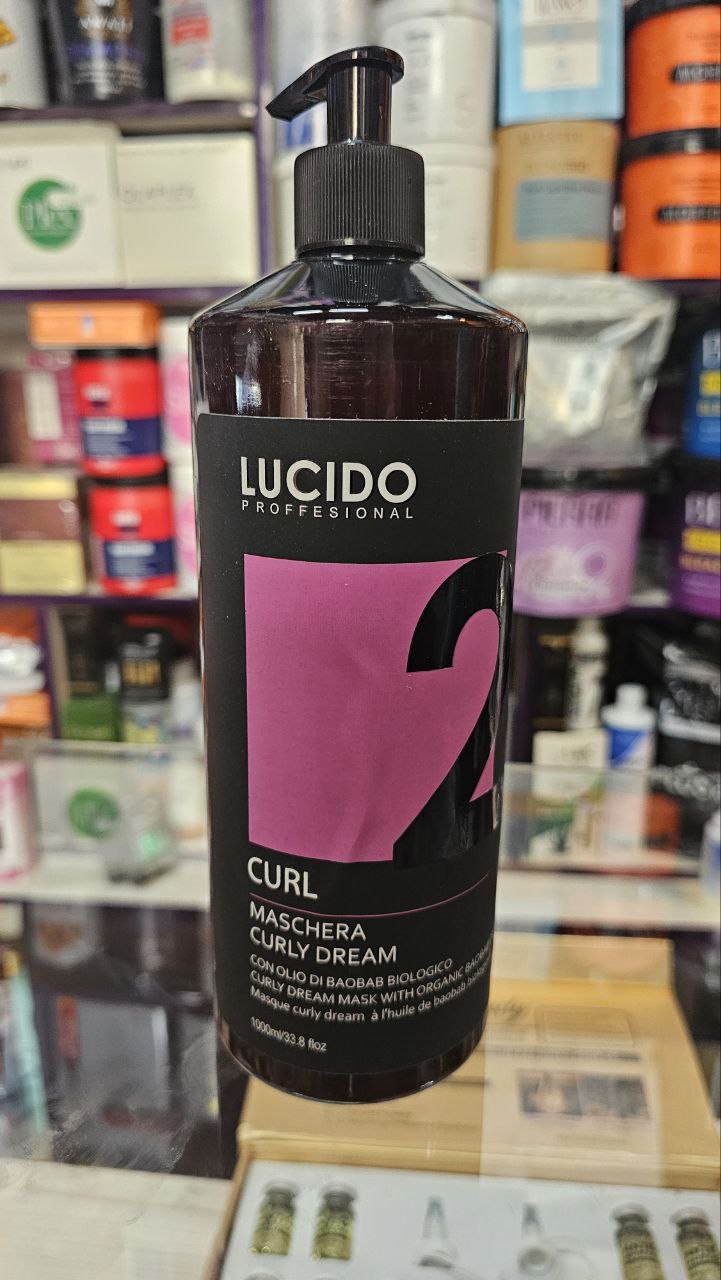 LUCIDO
PROFFESIONAL
2
CURL
MASCHERA
CURLY DREAM
CON OLIO DI BAOBAB BIOLOGICO
CURLY DREAM MASK WITH ORGANIC BAOBAB
Masque curly dream à l'huile de baobab
1000ml/33.8 floz